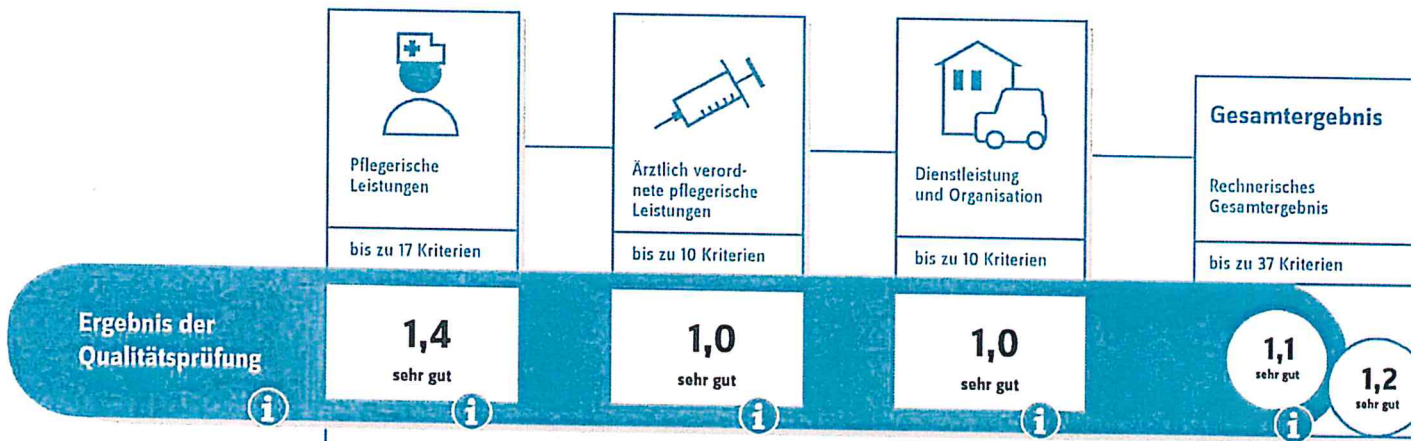 Pflegerische
Leistungen
bis zu 17 Kriterien
Ärztlich verord-
nete pflegerische
Leistungen
bis zu 10 Kriterien
Dienstleistung
und Organisation
bis zu 10 Kriterien
Gesamtergebnis
Rechnerisches
Gesamtergebnis
bis zu 37 Kriterien
Ergebnis der
Qualitätsprüfung
i
1,4
sehr gut
i
1,0
sehr gut
i
1,0
sehr gut
i
1,1
sehr gut
i
1,2
sehr gut